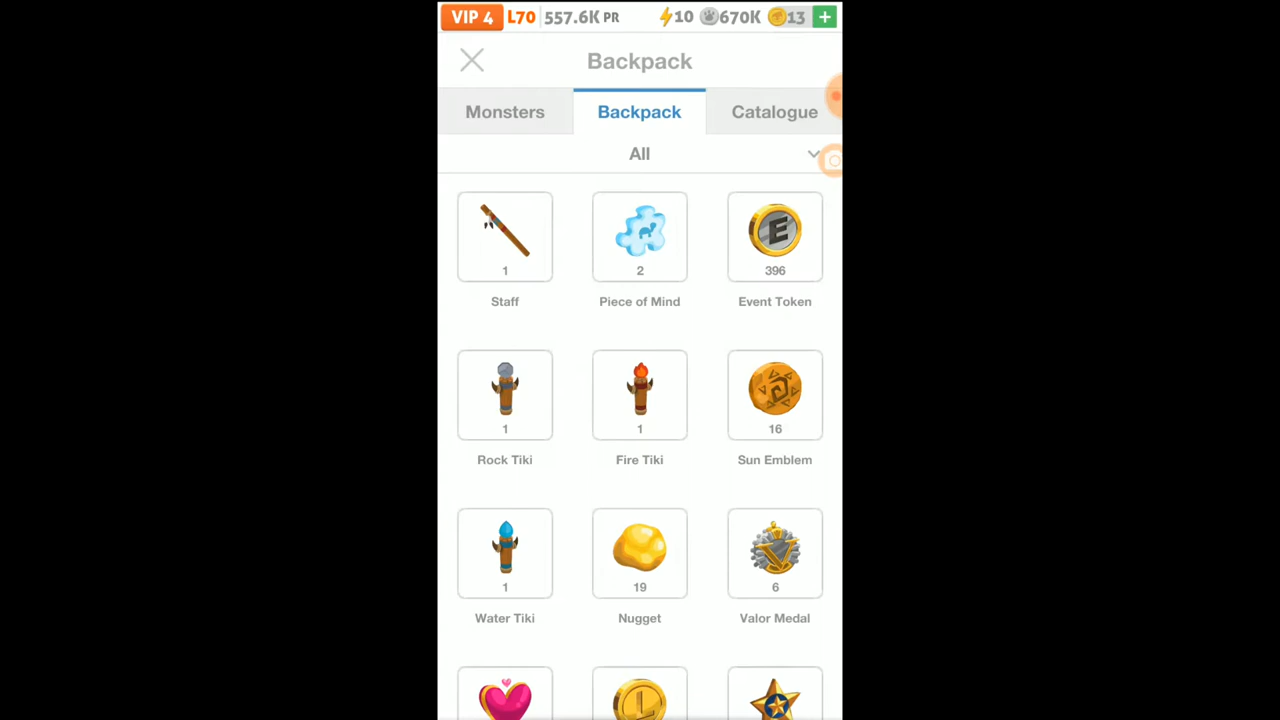 VIP 4 L70 557.6K PR 10 670K 13 +
Backpack
Monsters Backpack Catalogue
All
1 2 E 396
Staff Piece of Mind Event Token
1 1 16
Rock Tiki Fire Tiki Sun Emblem
1 19 V 6
Water Tiki Nugget Valor Medal
L